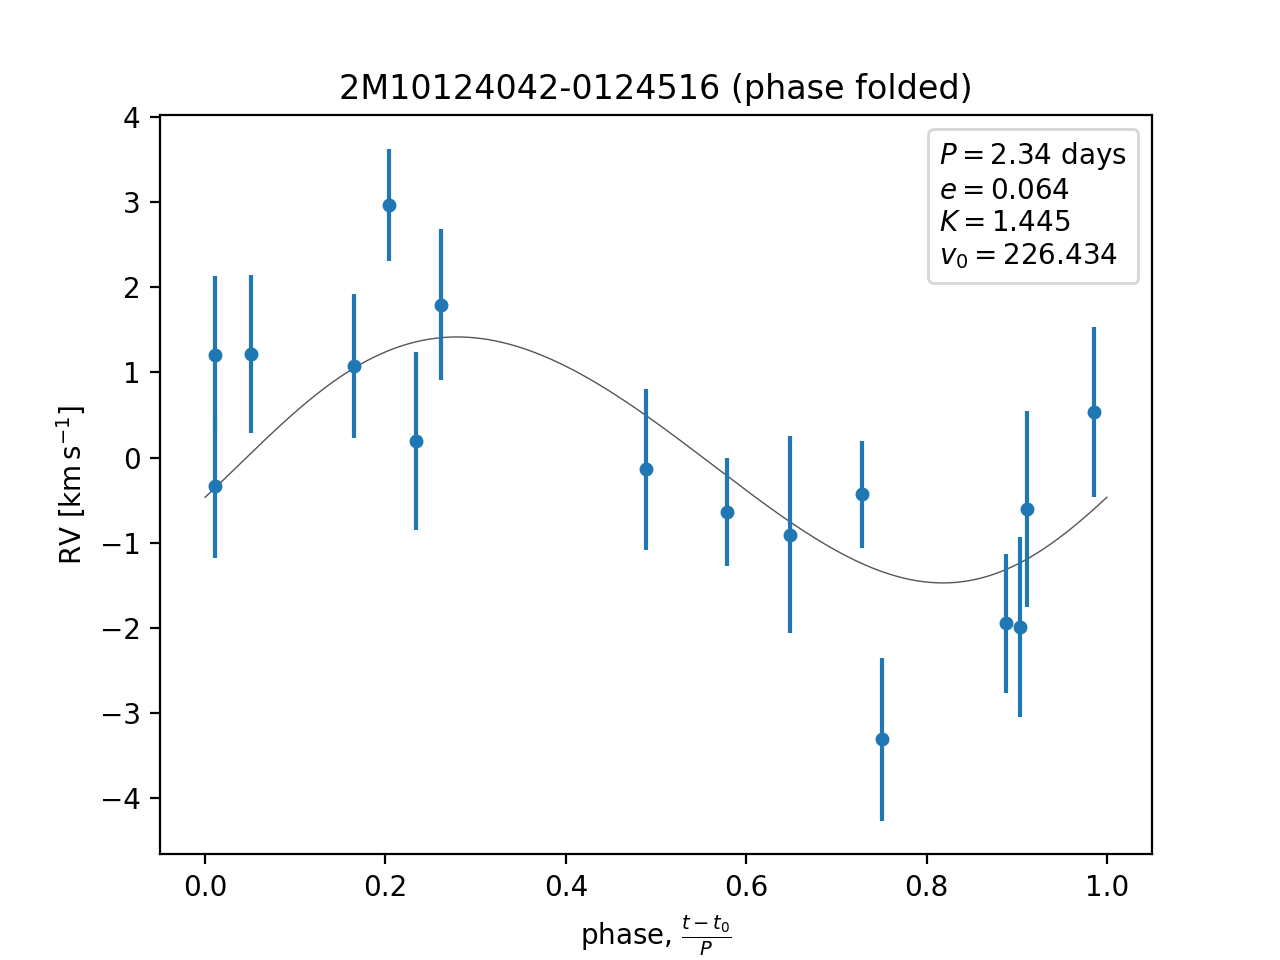 2M10124042-0124516 (phase folded)
P = 2.34 days
e = 0.064
K = 1.445
v₀ = 226.434
4
3
2
1
0
−1
−2
−3
−4
RV [km s⁻¹]
0.0 0.2 0.4 0.6 0.8 1.0
phase, (t − t₀)/P